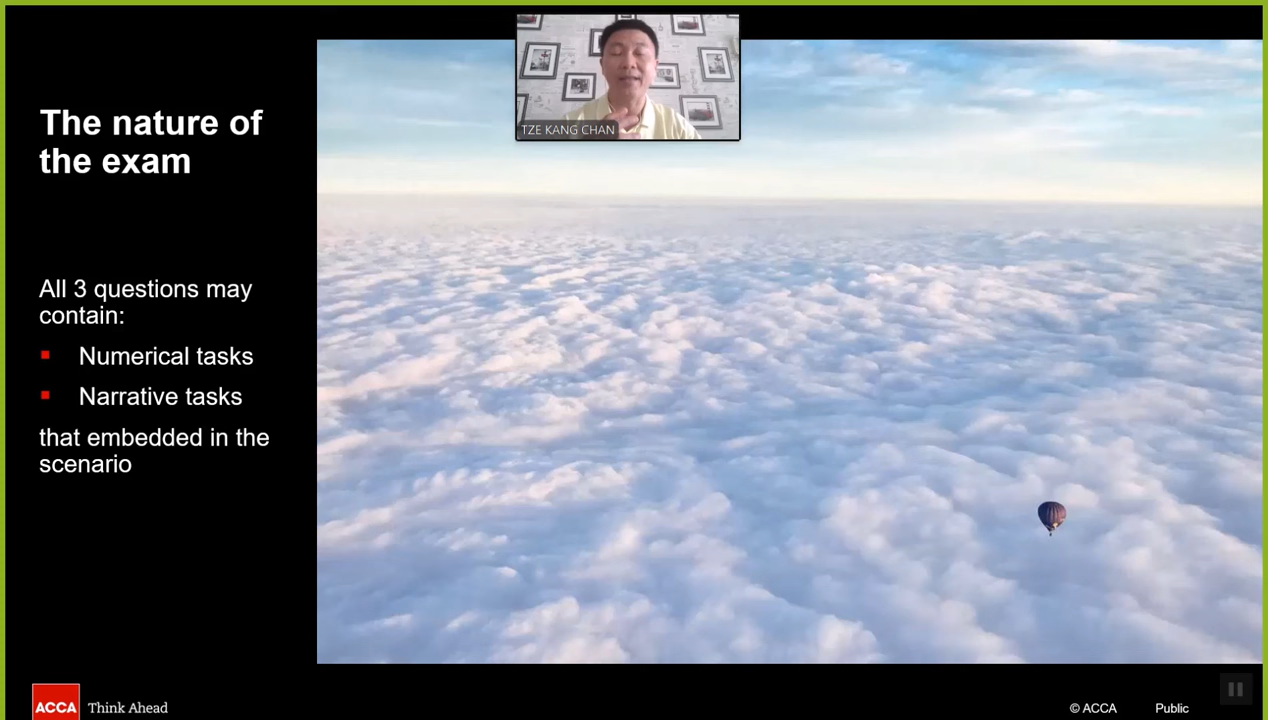 TZE KANG CHAN
The nature of
the exam
All 3 questions may
contain:
▪ Numerical tasks
▪ Narrative tasks
that embedded in the
scenario
ACCA Think Ahead
© ACCA Public